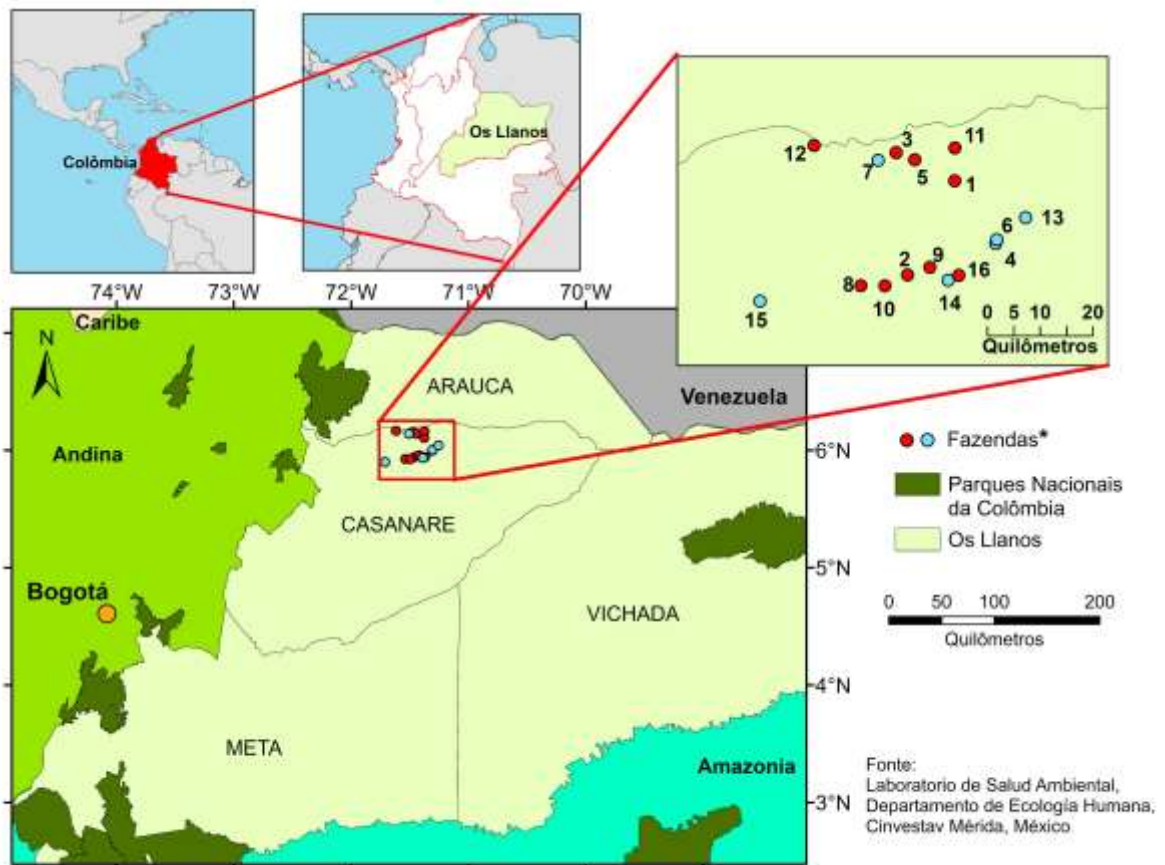 Colômbia
Os Llanos
12
7
3
5
11
1
6
13
4
2
9
16
8
10
14
15
0 10 20
Quilômetros
74°W 73°W 72°W 71°W 70°W
Caribe
N
ARAUCA
Venezuela
Andina
6°N
CASANARE
Bogotá
5°N
VICHADA
4°N
META
Amazonia
3°N
Fazendas*
Parques Nacionais
da Colômbia
Os Llanos
0 50 100 200
Quilômetros
Fonte:
Laboratorio de Salud Ambiental,
Departamento de Ecología Humana,
Cinvestav Mérida, México